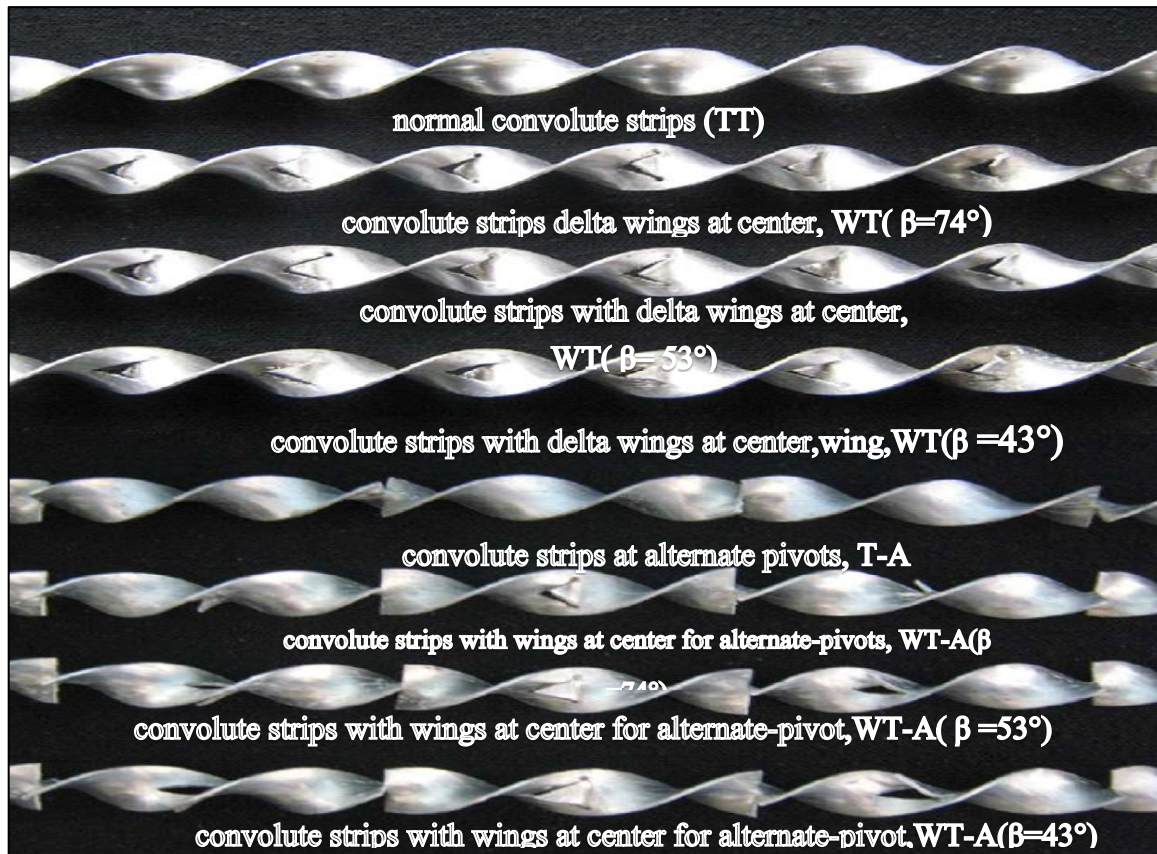 normal convolute strips (TT)
convolute strips delta wings at center, WT( β=74°)
convolute strips with delta wings at center,
WT( β= 53°)
convolute strips with delta wings at center,wing,WT(β =43°)
convolute strips at alternate pivots, T-A
convolute strips with wings at center for alternate-pivots, WT-A(β
=74°)
convolute strips with wings at center for alternate-pivot,WT-A( β =53°)
convolute strips with wings at center for alternate-pivot,WT-A(β=43°)